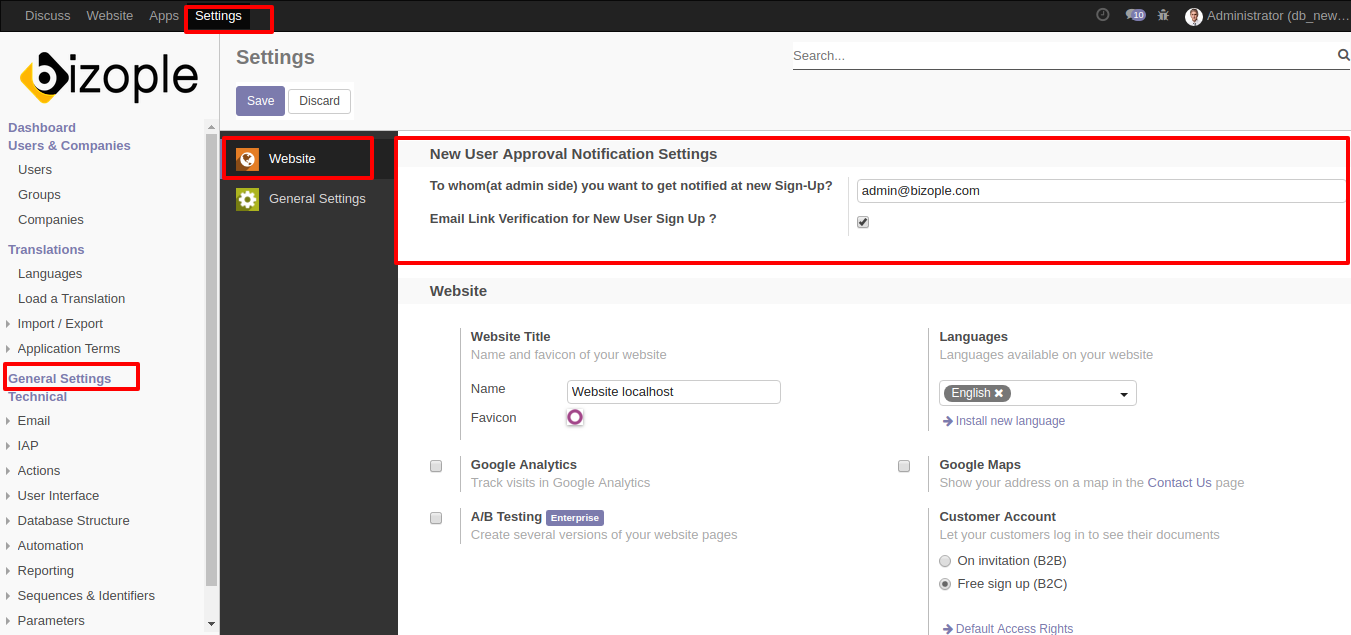 Discuss Website Apps Settings 10 Administrator (db_new...
bizople
Dashboard
Users & Companies
Users
Groups
Companies
Translations
Languages
Load a Translation
Import / Export
Application Terms
General Settings
Technical
Email
IAP
Actions
User Interface
Database Structure
Automation
Reporting
Sequences & Identifiers
Parameters
Settings
Search...
Save Discard
Website
General Settings
New User Approval Notification Settings
To whom(at admin side) you want to get notified at new Sign-Up? admin@bizople.com
Email Link Verification for New User Sign Up ?
Website
Website Title
Name and favicon of your website
Name Website localhost
Favicon
Languages
Languages available on your website
English
Install new language
Google Analytics
Track visits in Google Analytics
Google Maps
Show your address on a map in the Contact Us page
A/B Testing Enterprise
Create several versions of your website pages
Customer Account
Let your customers log in to see their documents
On invitation (B2B)
Free sign up (B2C)
Default Access Rights